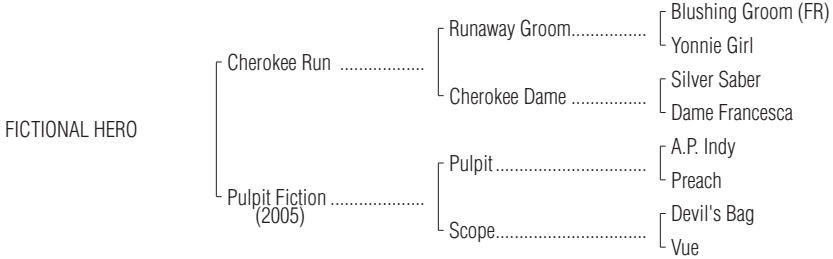 Blushing Groom (FR)
Runaway Groom................
Yonnie Girl
Cherokee Run ..................
Silver Saber
Cherokee Dame ................
Dame Francesca
FICTIONAL HERO
A.P. Indy
Pulpit................................
Preach
Pulpit Fiction ....................
(2005)
Devil's Bag
Scope................................
Vue